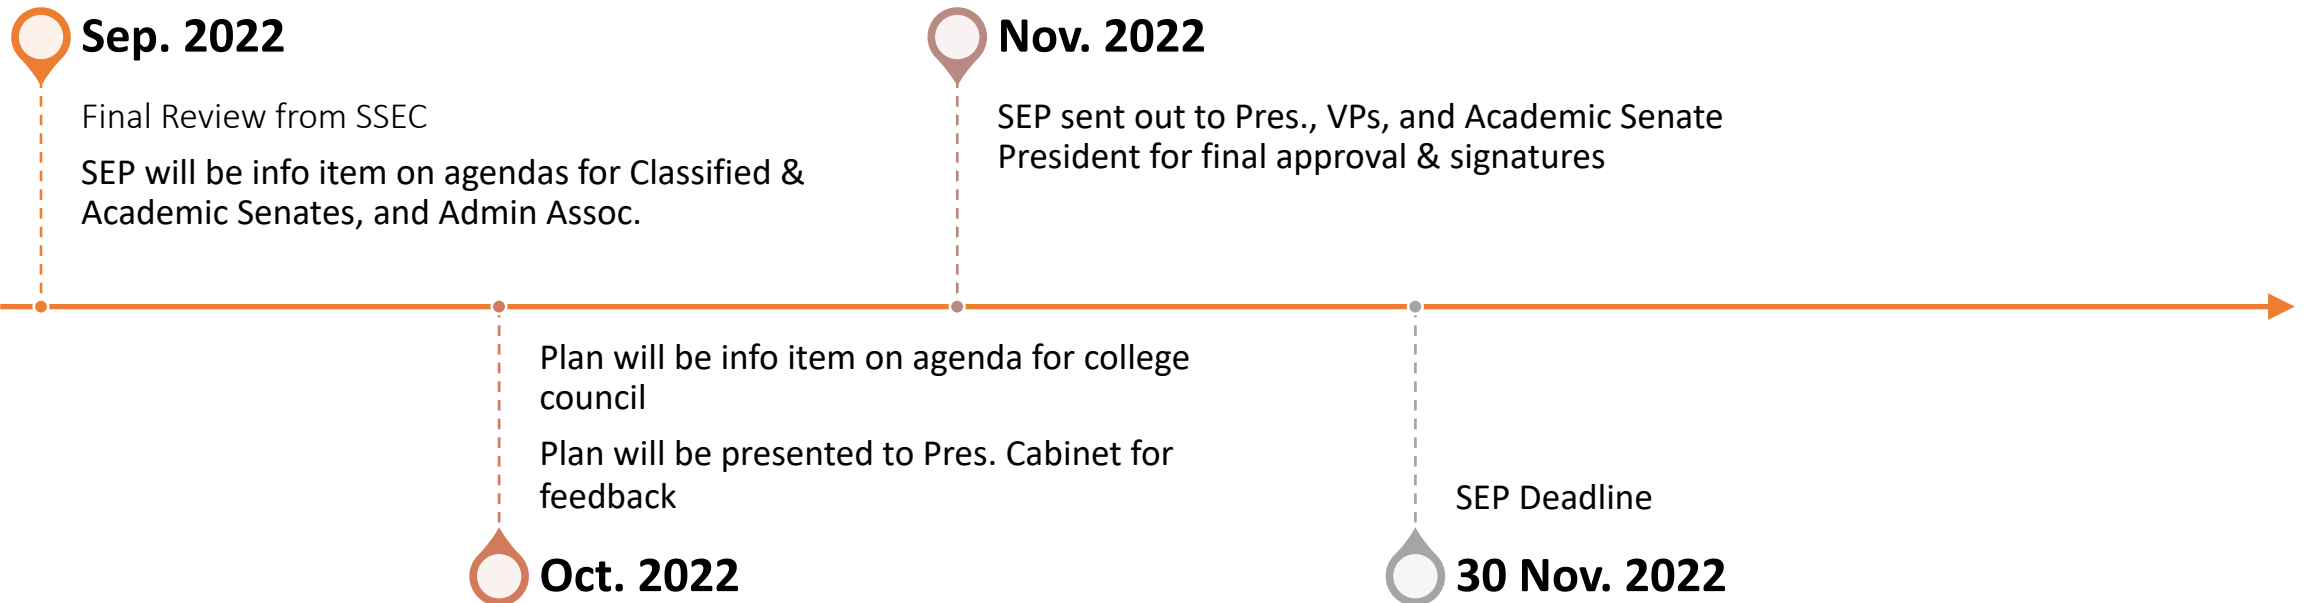 Sep. 2022
Final Review from SSEC
SEP will be info item on agendas for Classified &
Academic Senates, and Admin Assoc.
Plan will be info item on agenda for college
council
Plan will be presented to Pres. Cabinet for
feedback
Oct. 2022
Nov. 2022
SEP sent out to Pres., VPs, and Academic Senate
President for final approval & signatures
SEP Deadline
30 Nov. 2022